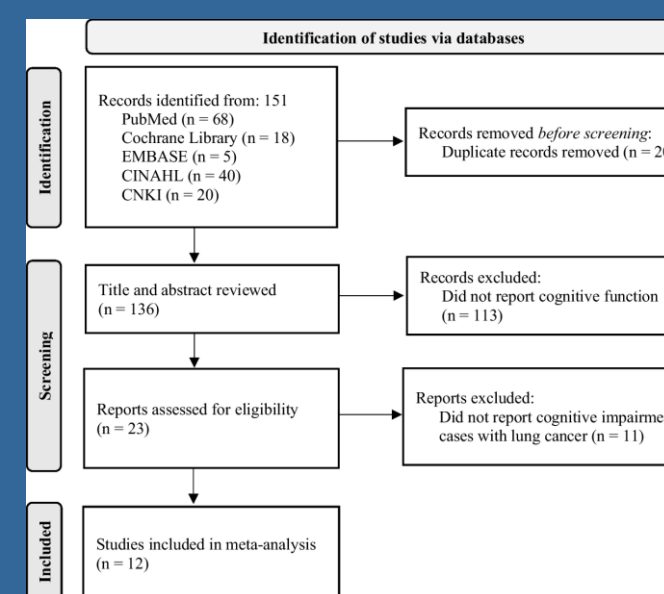 Identification of studies via databases
Identification
Records identified from: 151
PubMed (n = 68)
Cochrane Library (n = 18)
EMBASE (n = 5)
CINAHL (n = 40)
CNKI (n = 20)
Records removed before screening:
Duplicate records removed (n =
Screening
Title and abstract reviewed
(n = 136)
Records excluded:
Did not report cognitive function
(n = 113)
Reports assessed for eligibility
(n = 23)
Reports excluded:
Did not report cognitive
cases with lung cancer (n = 11)
Included
Studies included in meta-analysis
(n = 12)